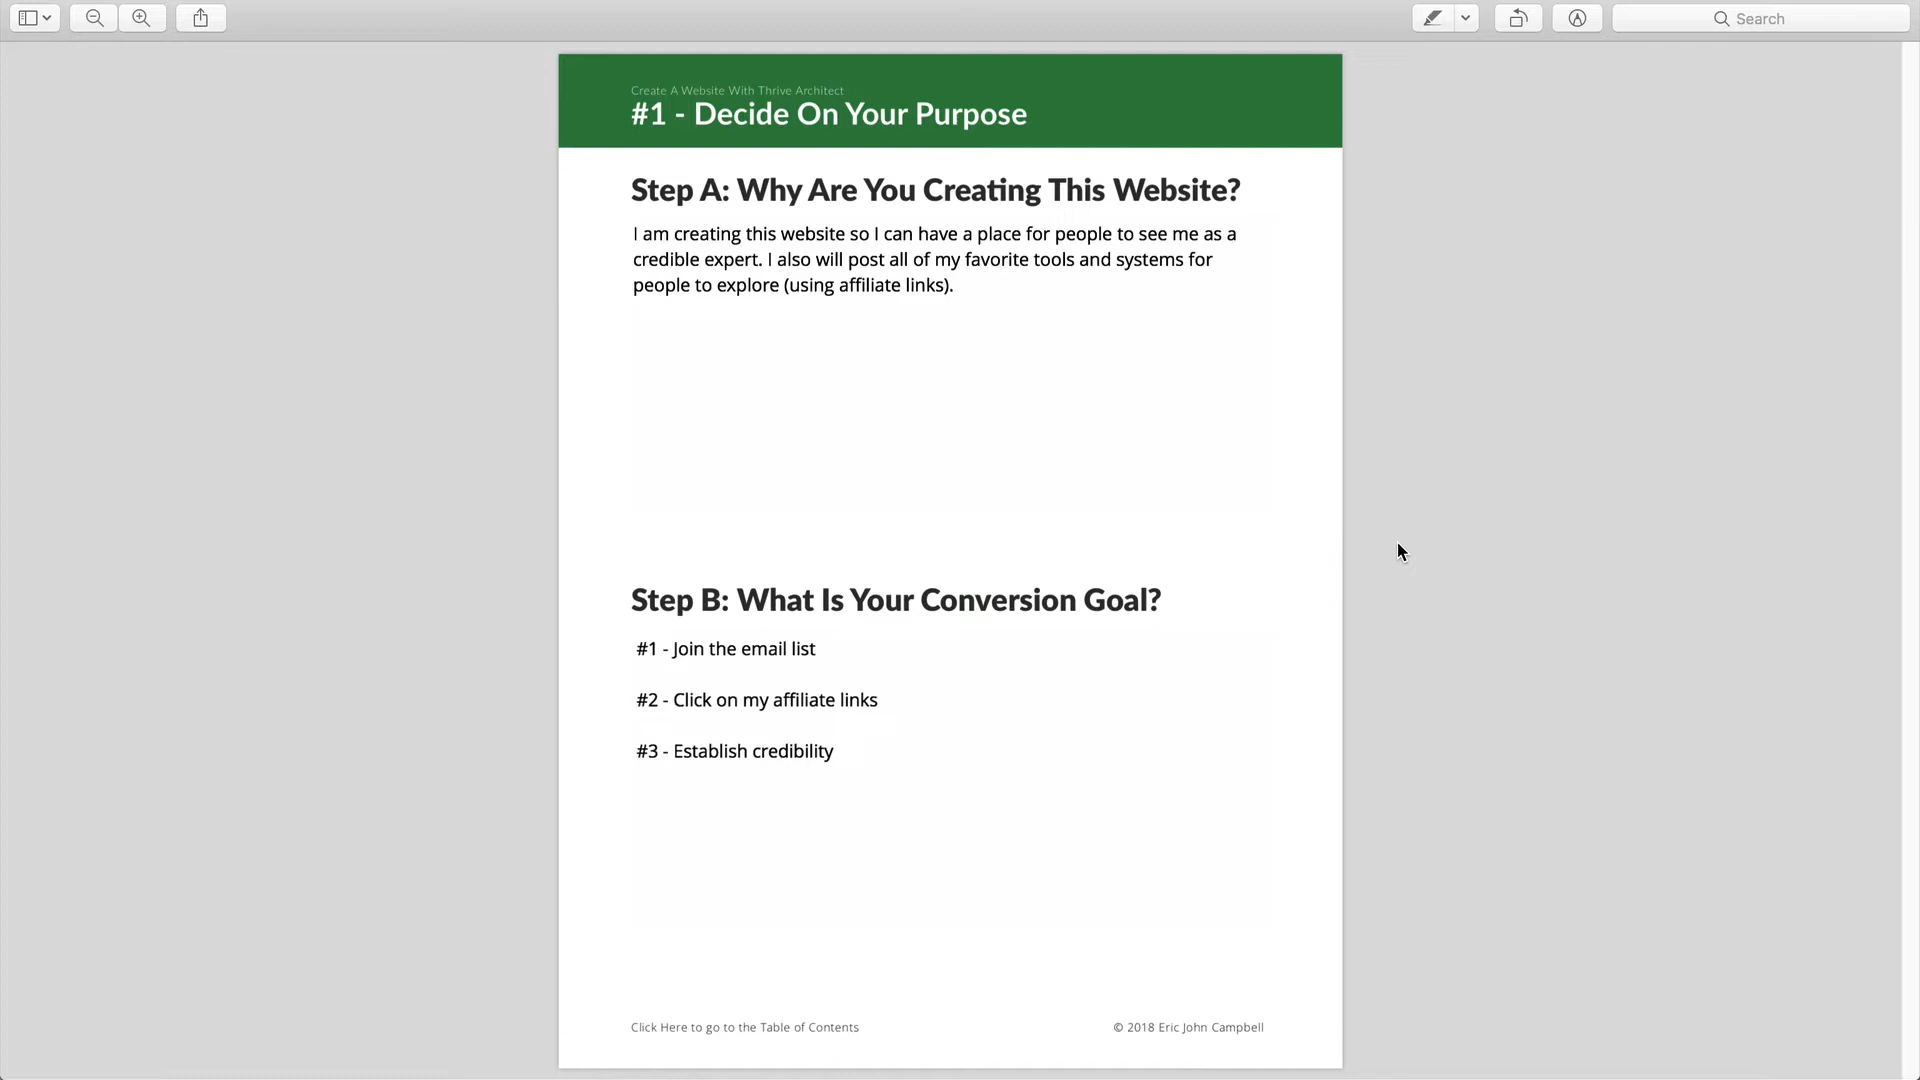 Search
Create A Website With Thrive Architect
#1 - Decide On Your Purpose
Step A: Why Are You Creating This Website?
I am creating this website so I can have a place for people to see me as a
credible expert. I also will post all of my favorite tools and systems for
people to explore (using affiliate links).
Step B: What Is Your Conversion Goal?
#1 - Join the email list
#2 - Click on my affiliate links
#3 - Establish credibility
Click Here to go to the Table of Contents
© 2018 Eric John Campbell